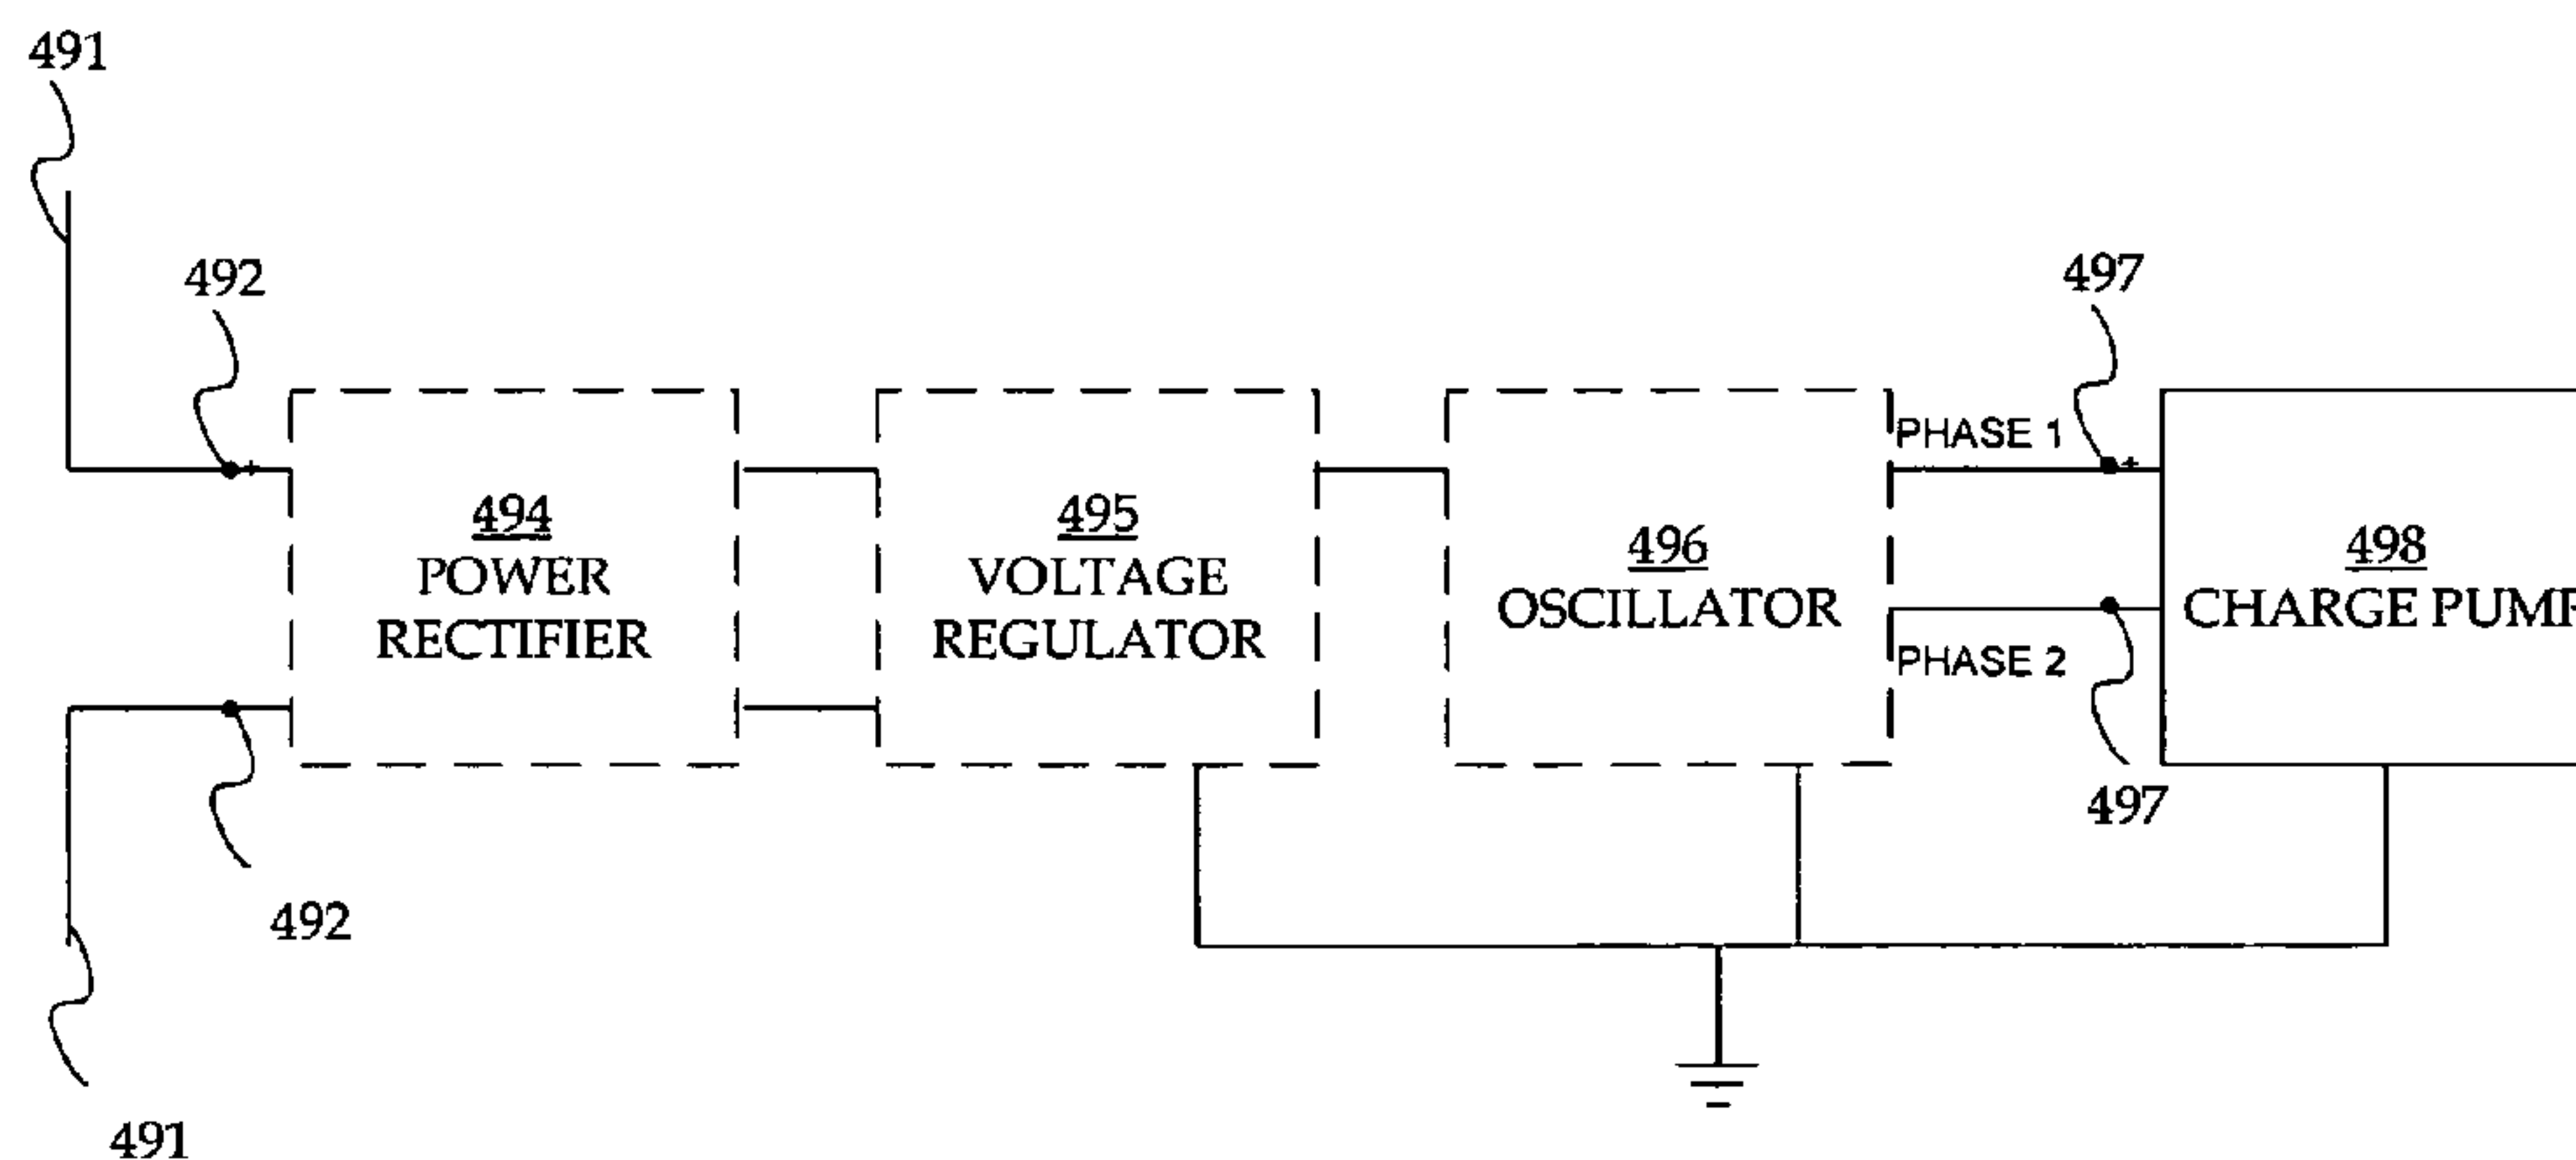 491
492
497
494
POWER
RECTIFIER
495
VOLTAGE
REGULATOR
496
OSCILLATOR
PHASE 1
PHASE 2
498
CHARGE PUMP
497
492
491